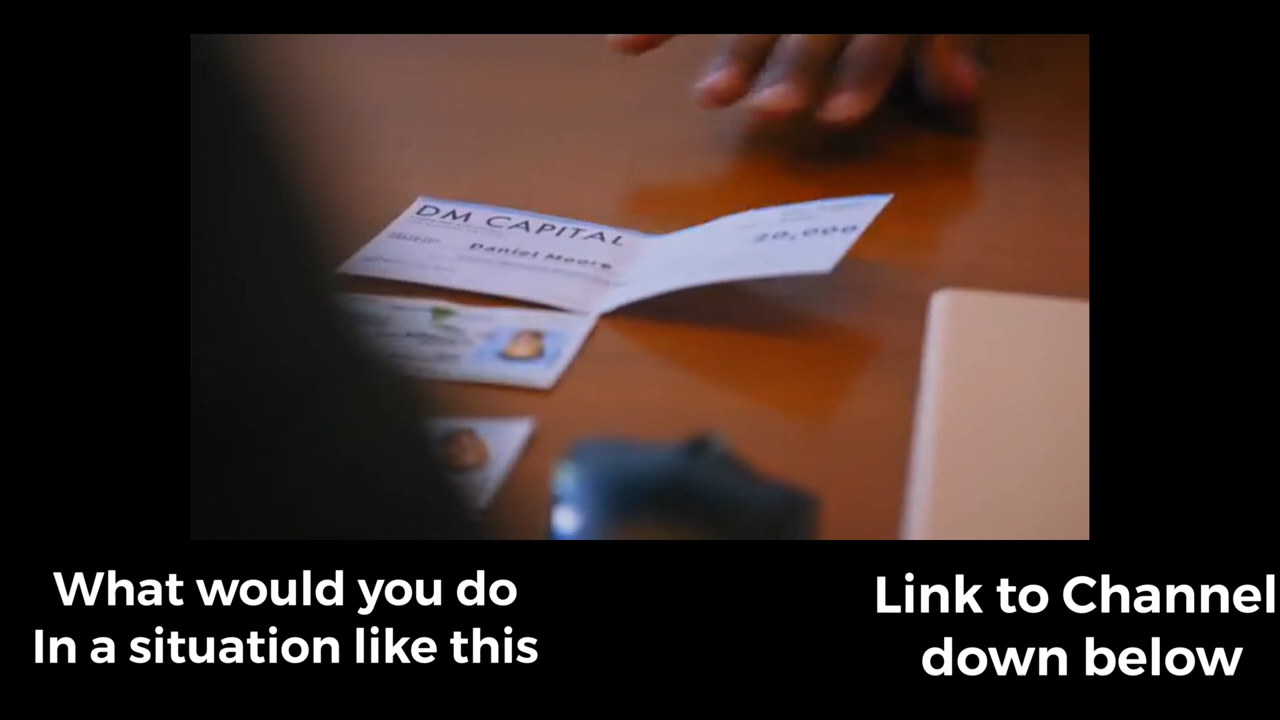 DM CAPITAL
Daniel Moore
20,000
What would you do
In a situation like this
Link to Channel
down below